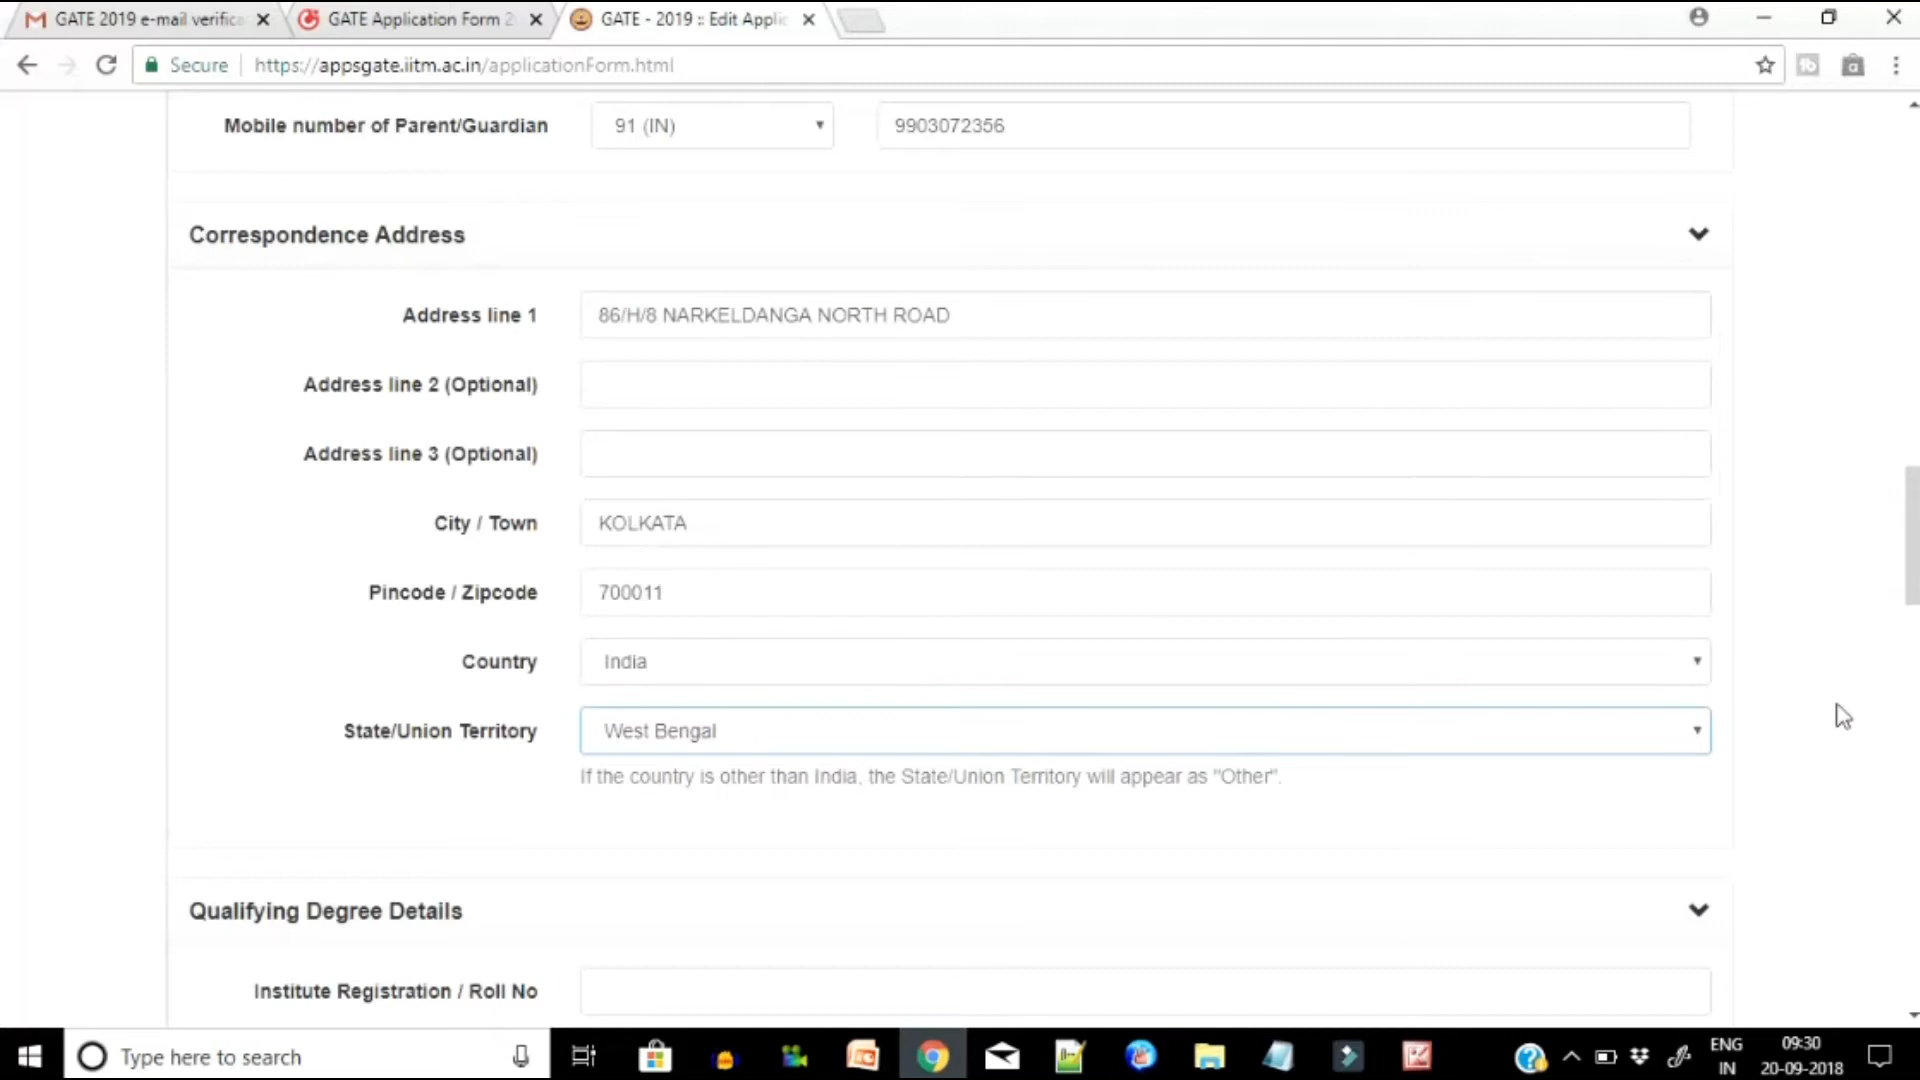 GATE 2019 e-mail verifica
GATE Application Form 2
GATE - 2019 :: Edit Applic
Secure
https://appsgate.iitm.ac.in/applicationForm.html
Mobile number of Parent/Guardian
91 (IN)
9903072356
Correspondence Address
Address line 1
86/H/8 NARKELDANGA NORTH ROAD
Address line 2 (Optional)
Address line 3 (Optional)
City / Town
KOLKATA
Pincode / Zipcode
700011
Country
India
State/Union Territory
West Bengal
If the country is other than India, the State/Union Territory will appear as "Other".
Qualifying Degree Details
Institute Registration / Roll No
Type here to search
ENG
IN
09:30
20-09-2018